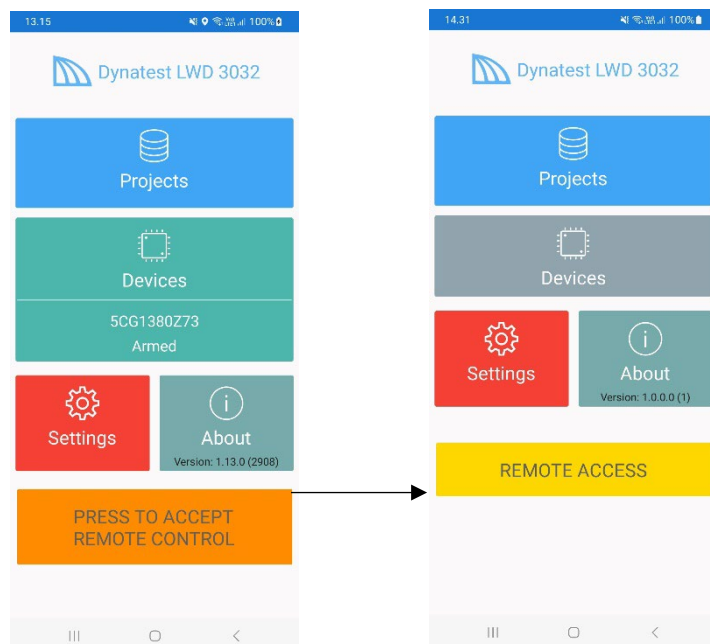 13.15
100%
Dynatest LWD 3032
Projects
Devices
5CG1380Z73
Armed
Settings
About
Version: 1.13.0 (2908)
PRESS TO ACCEPT
REMOTE CONTROL
14.31
100%
Dynatest LWD 3032
Projects
Devices
Settings
About
Version: 1.0.0.0 (1)
REMOTE ACCESS